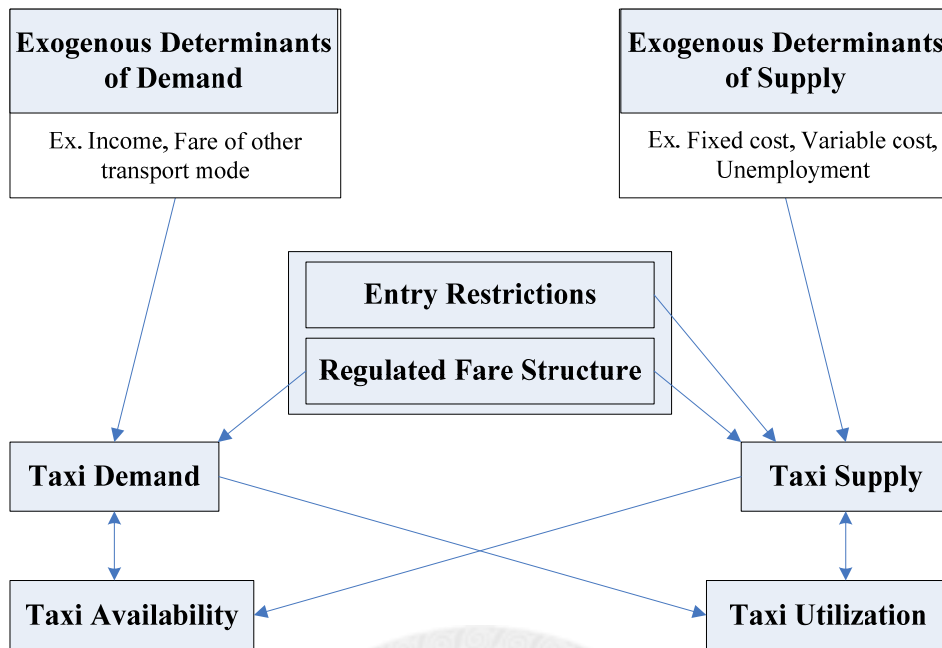 Exogenous Determinants
of Demand
Ex. Income, Fare of other
transport mode
Exogenous Determinants
of Supply
Ex. Fixed cost, Variable cost,
Unemployment
Entry Restrictions
Regulated Fare Structure
Taxi Demand
Taxi Supply
Taxi Availability
Taxi Utilization